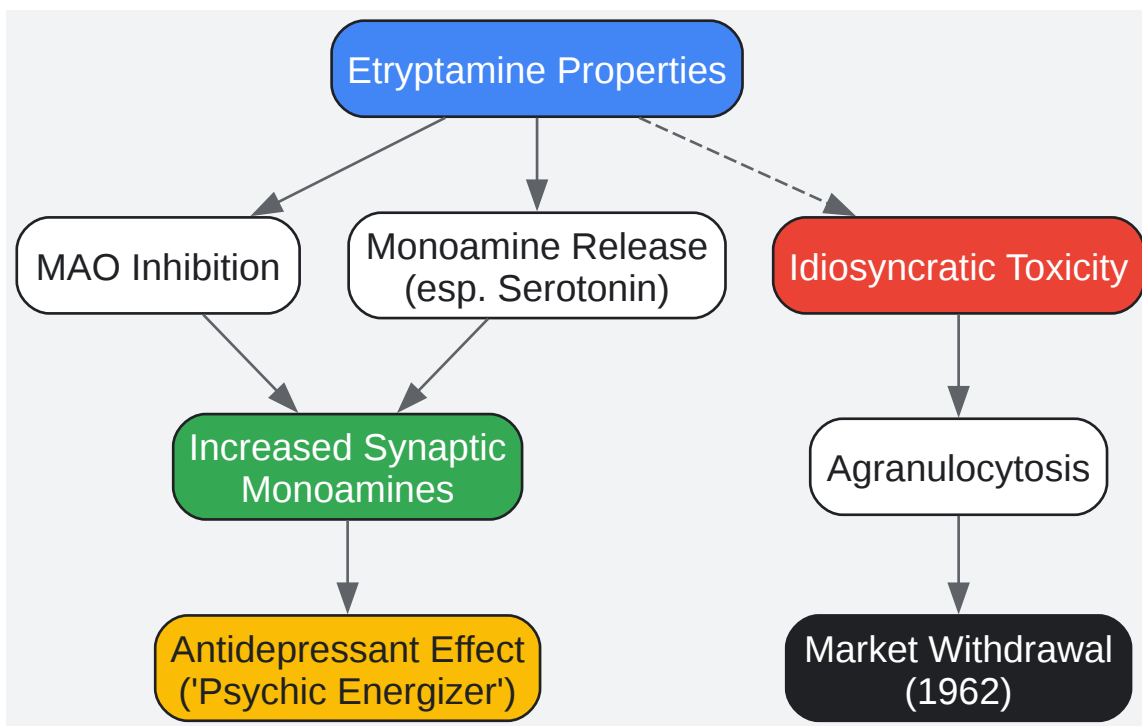 Etryptamine Properties
MAO Inhibition
Monoamine Release
(esp. Serotonin)
Idiosyncratic Toxicity
Increased Synaptic
Monoamines
Agranulocytosis
Antidepressant Effect
('Psychic Energizer')
Market Withdrawal
(1962)